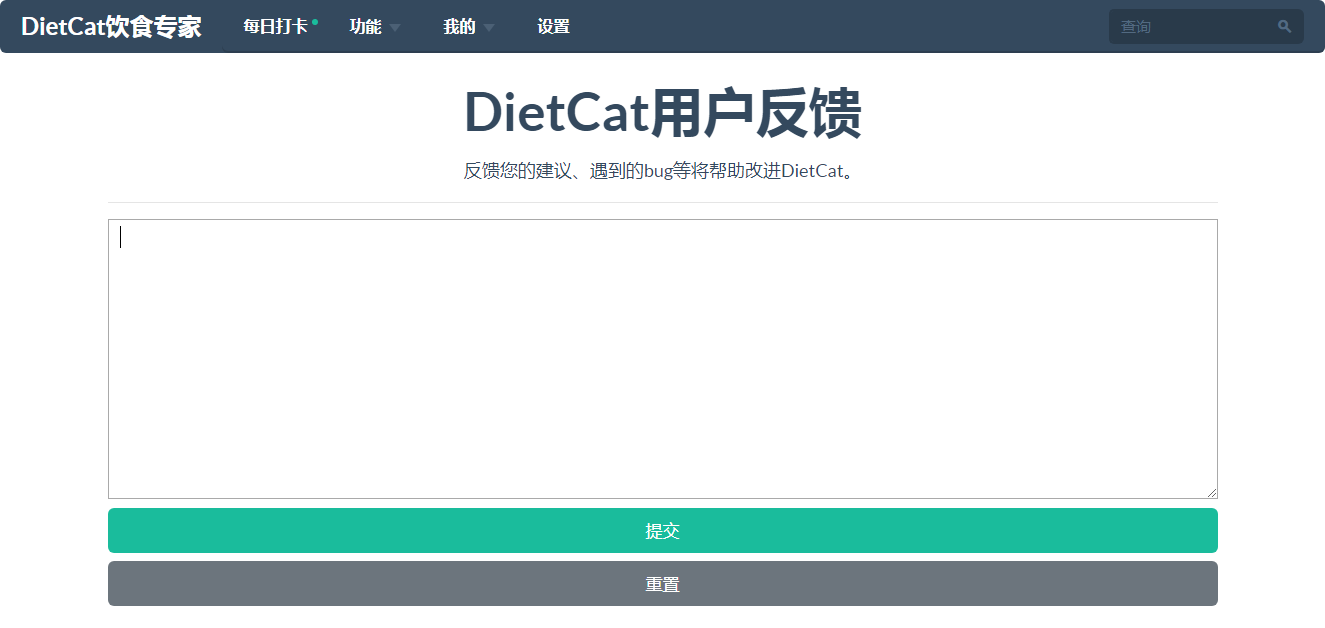 DietCat饮食专家 每日打卡 功能 我的 设置 查询
DietCat用户反馈
反馈您的建议、遇到的bug等将帮助改进DietCat。
提交
重置